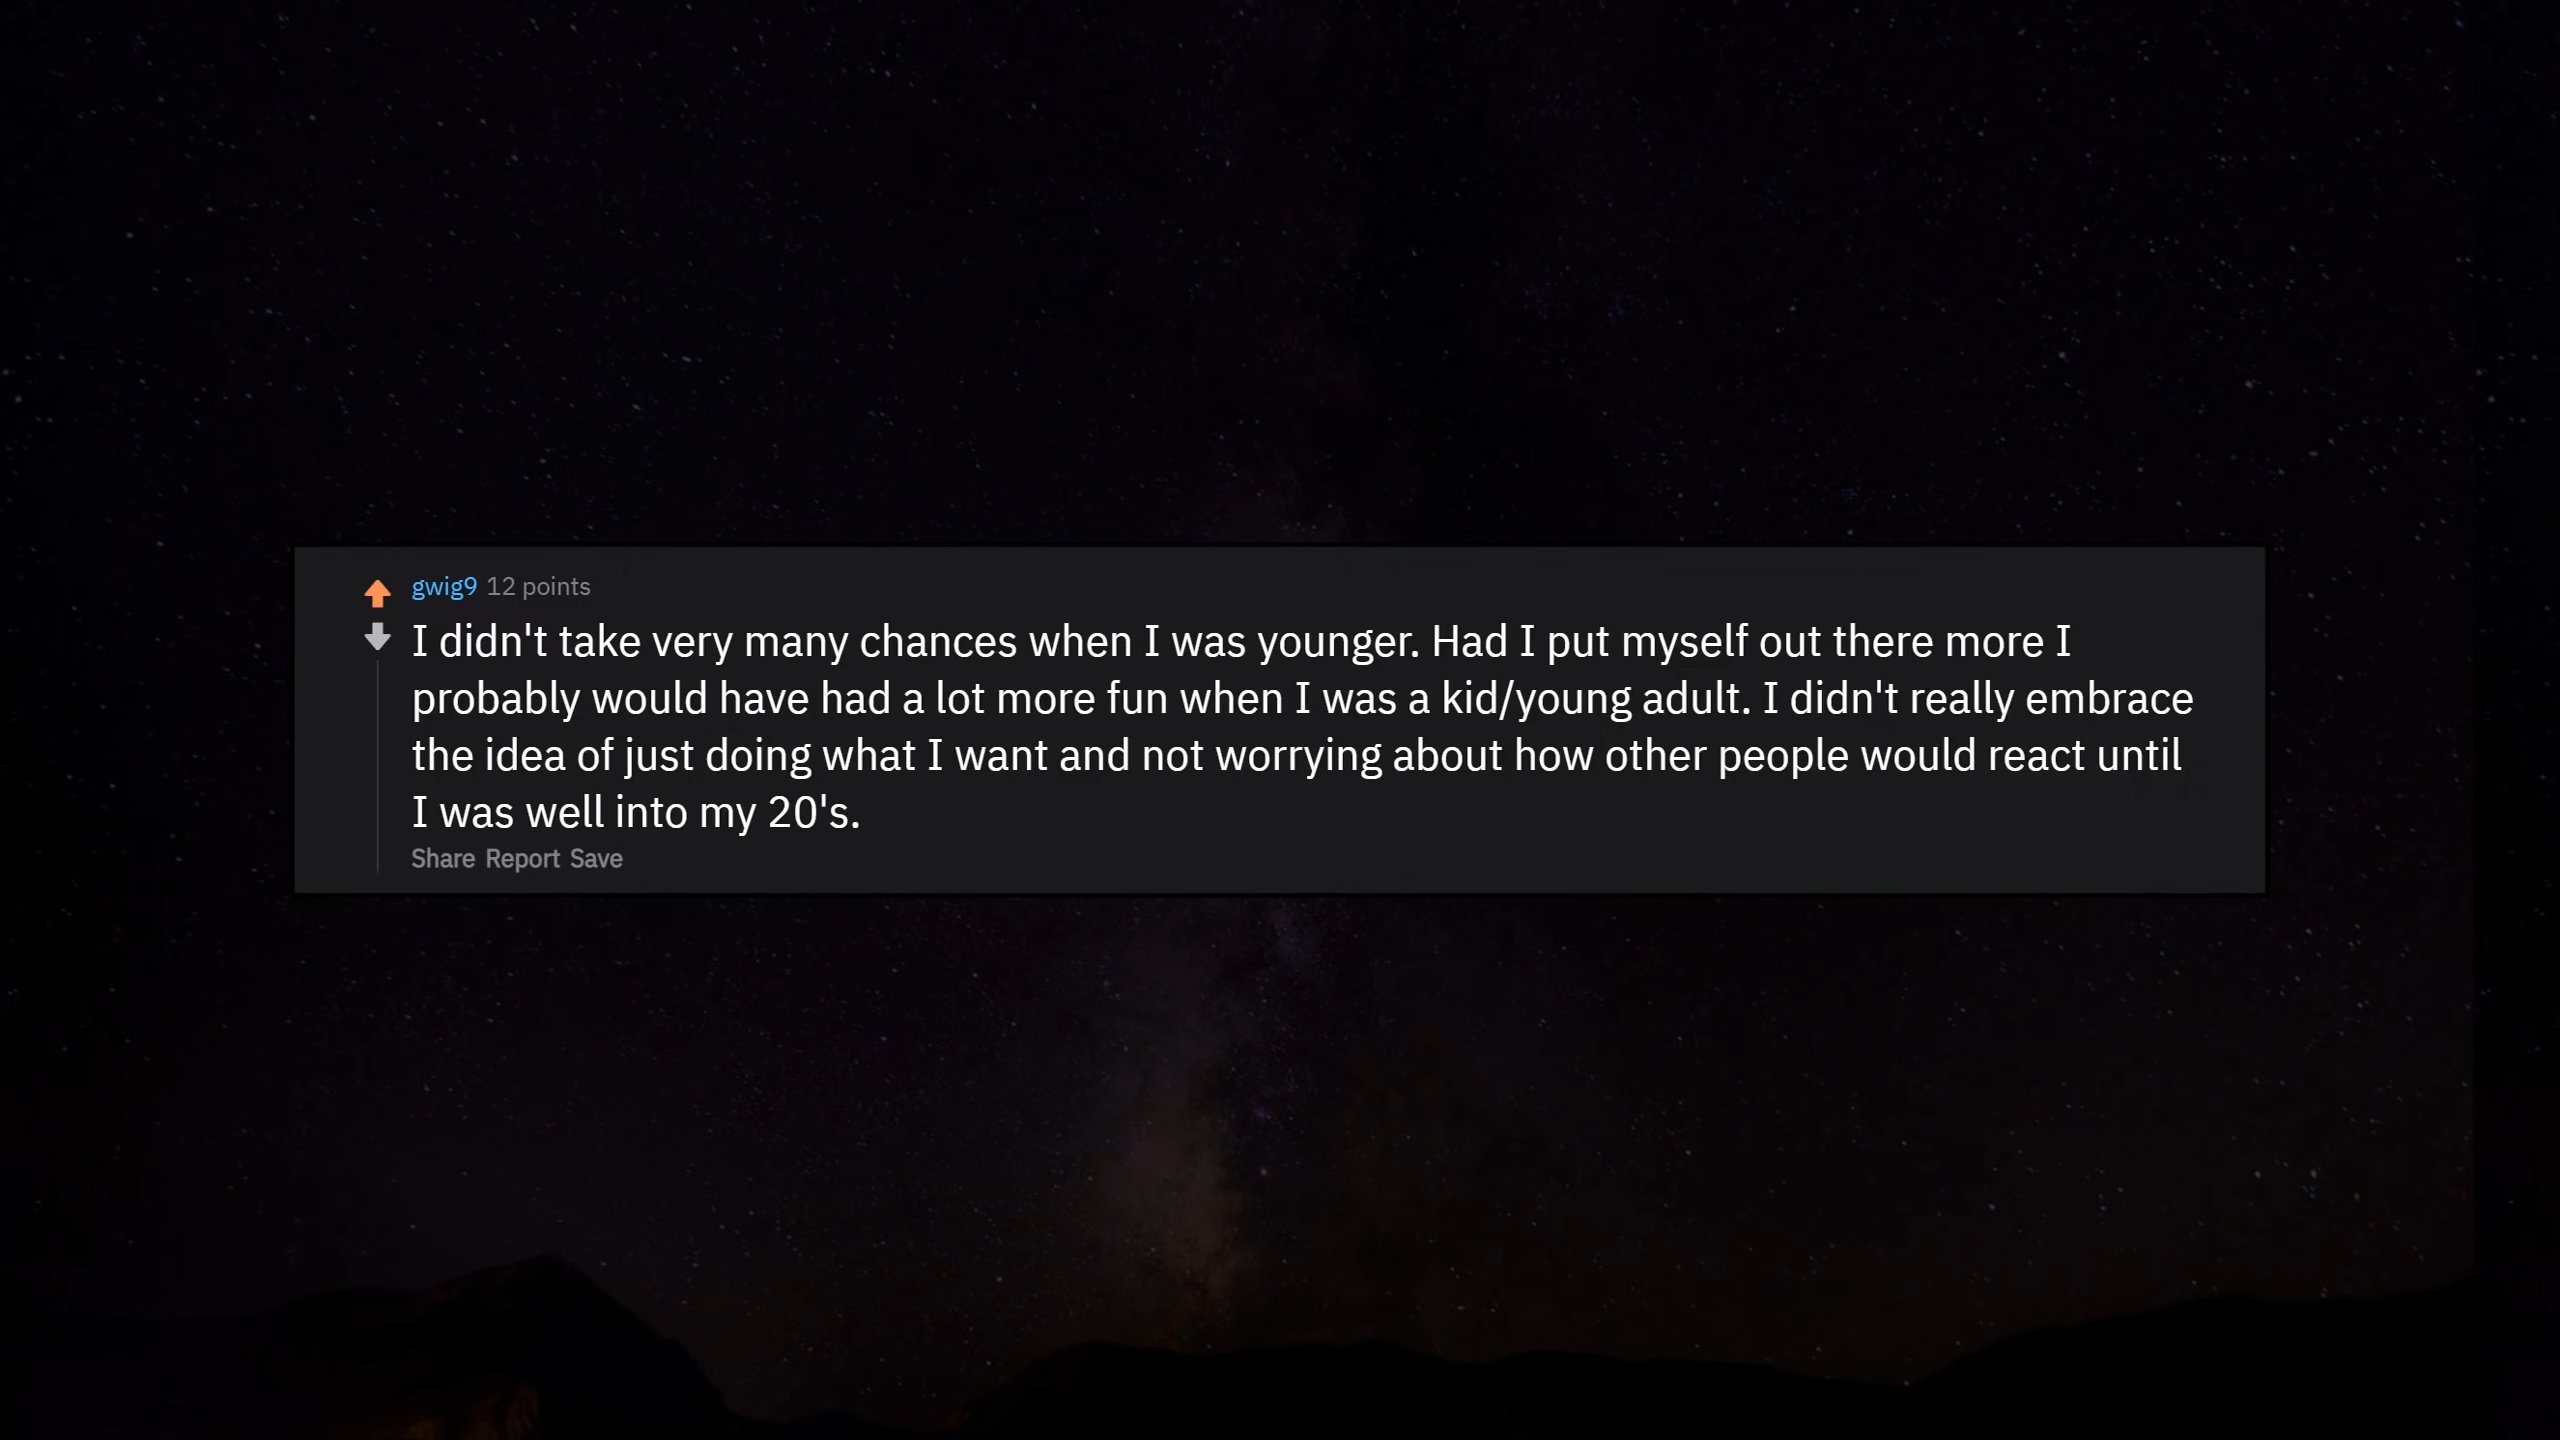 gwig9 12 points
I didn't take very many chances when I was younger. Had I put myself out there more I
probably would have had a lot more fun when I was a kid/young adult. I didn't really embrace
the idea of just doing what I want and not worrying about how other people would react until
I was well into my 20's.
Share Report Save